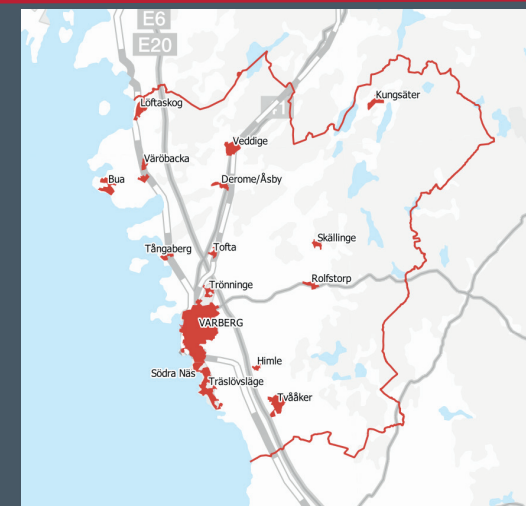 E6
E20
Löftaskog
Kungsäter
Veddige
Väröbacka
Bua
Derome/Åsby
Skällinge
Tofta
Tångaberg
Rolfstorp
Trönninge
VARBERG
Himle
Södra Näs
Träslövsläge
Tvååker